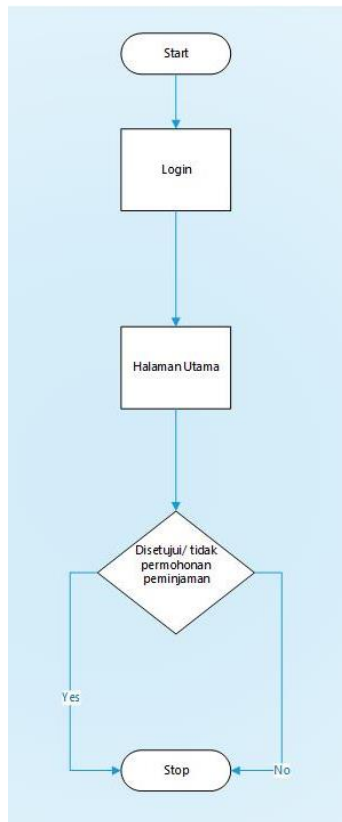 Start
Login
Halaman Utama
Disetujui/ tidak
permohonan
peminjaman
Yes
Stop
No